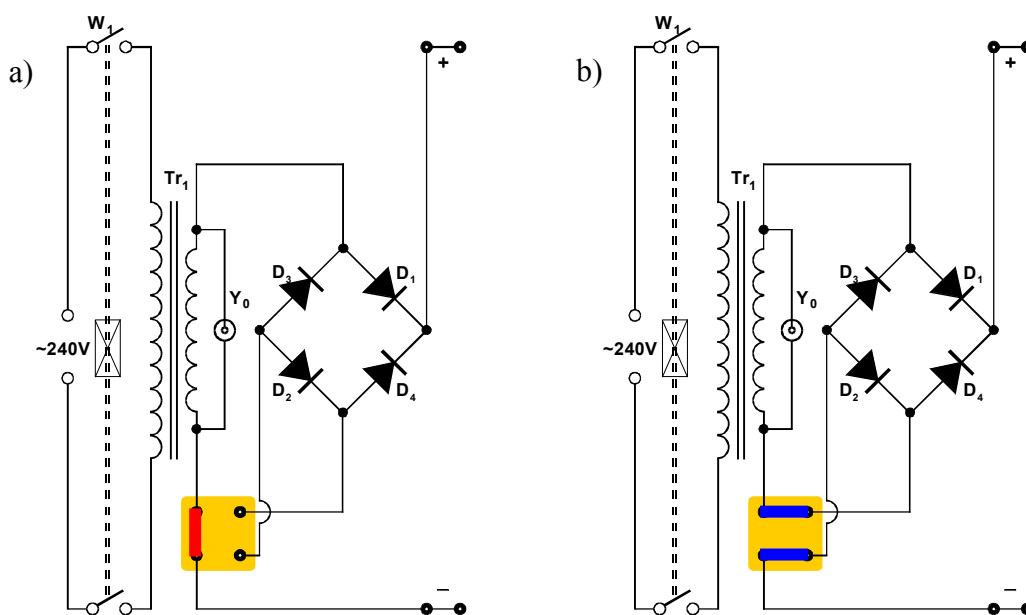 W₁
a)
+
Tr₁
D₃
D₁
Y₀
~240V
D₂
D₄
–
W₁
b)
+
Tr₁
D₃
D₁
Y₀
~240V
D₂
D₄
–